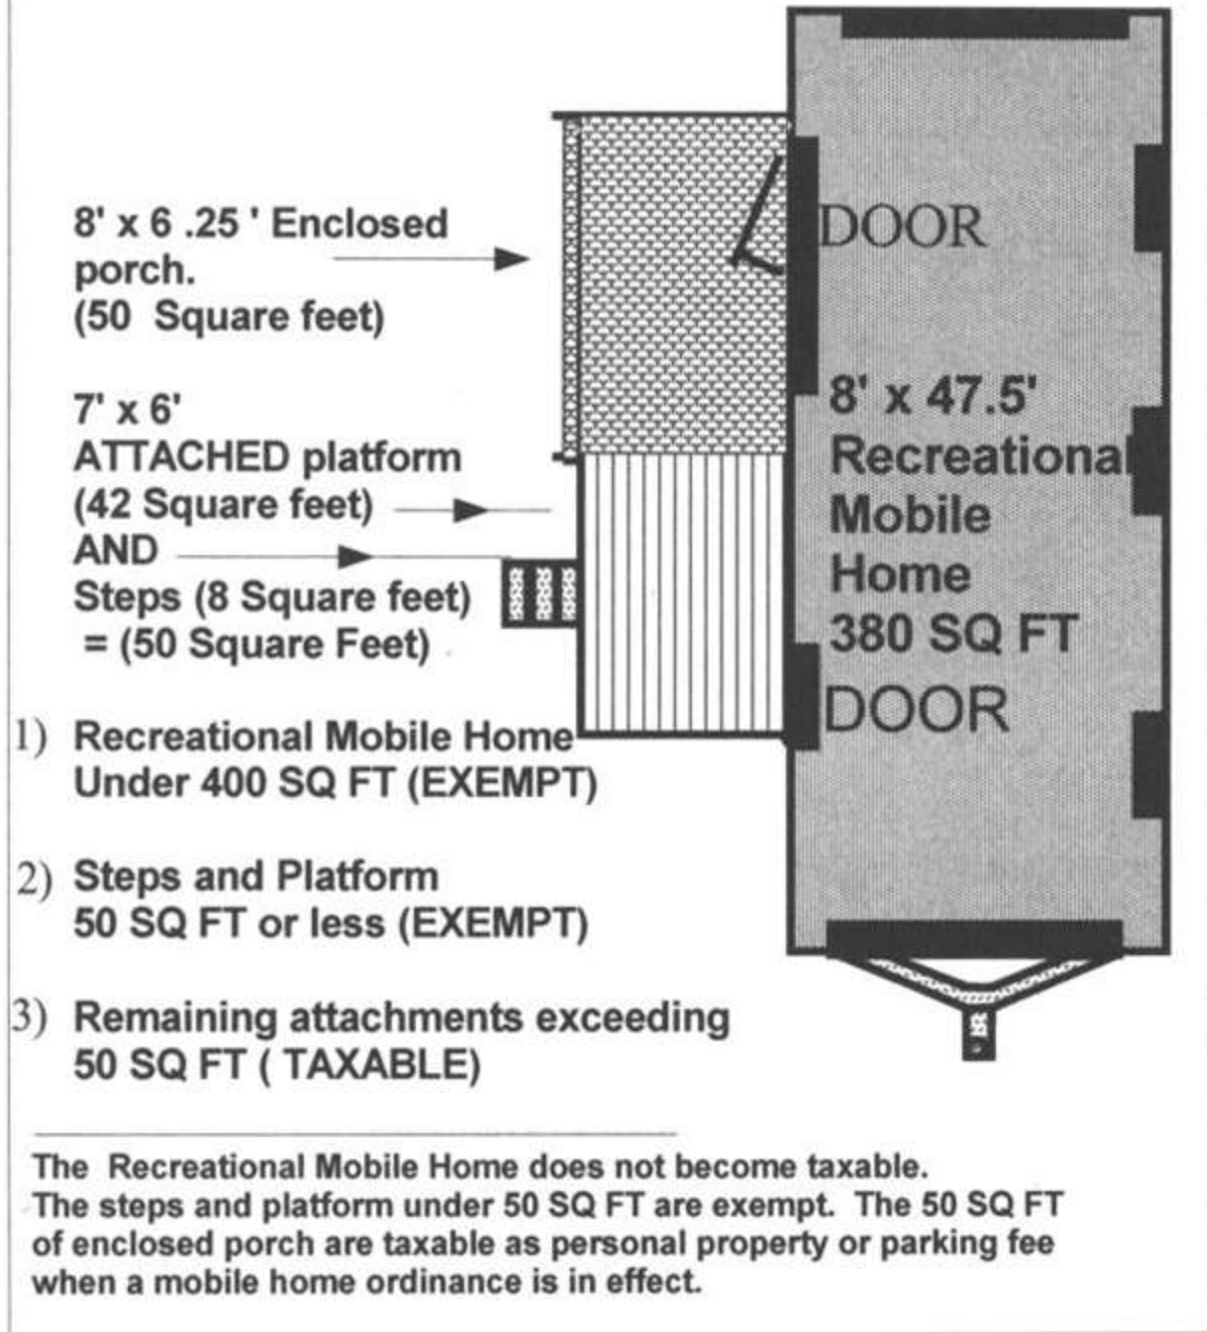 8' x 6 .25 ' Enclosed
porch.
(50 Square feet)
7' x 6'
ATTACHED platform
(42 Square feet)
AND
Steps (8 Square feet)
= (50 Square Feet)
DOOR
8' x 47.5'
Recreational
Mobile
Home
380 SQ FT
DOOR
1) Recreational Mobile Home
Under 400 SQ FT (EXEMPT)
2) Steps and Platform
50 SQ FT or less (EXEMPT)
3) Remaining attachments exceeding
50 SQ FT ( TAXABLE)
The Recreational Mobile Home does not become taxable.
The steps and platform under 50 SQ FT are exempt. The 50 SQ FT
of enclosed porch are taxable as personal property or parking fee
when a mobile home ordinance is in effect.